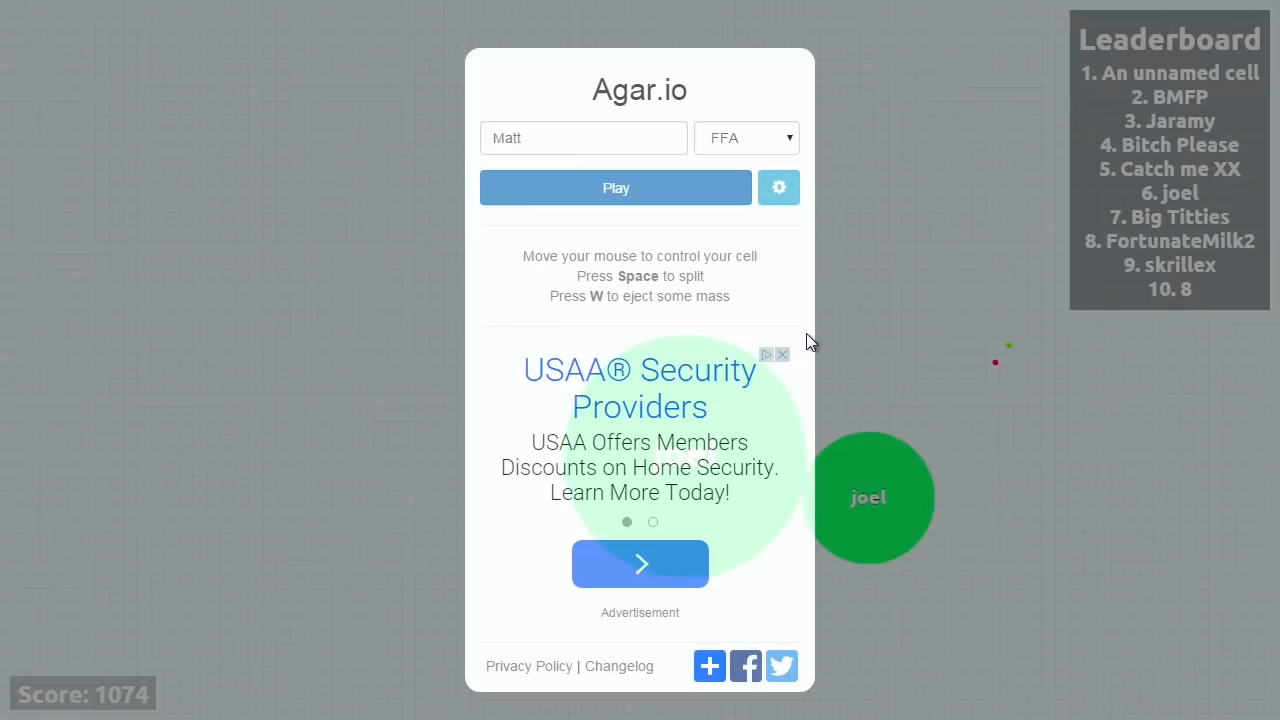 Agar.io
Matt
FFA
Play
Move your mouse to control your cell
Press Space to split
Press W to eject some mass
USAA® Security
Providers
USAA Offers Members
Discounts on Home Security.
Learn More Today!
Advertisement
Privacy Policy | Changelog
joel
Leaderboard
1. An unnamed cell
2. BMFP
3. Jaramy
4. Bitch Please
5. Catch me XX
6. joel
7. Big Titties
8. FortunateMilk2
9. skrillex
10. 8
Score: 1074